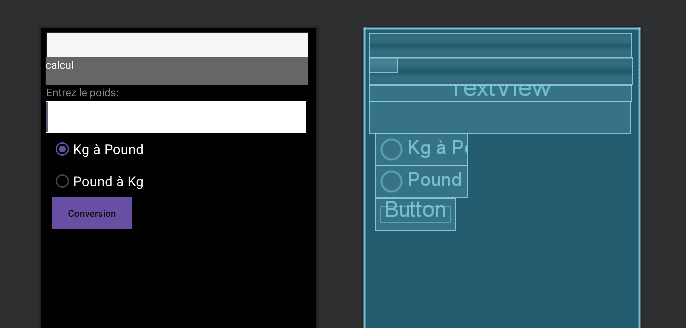 calcul
Entrez le poids:
Kg à Pound
Pound à Kg
Conversion
TextView
Kg à Po
Pound
Button